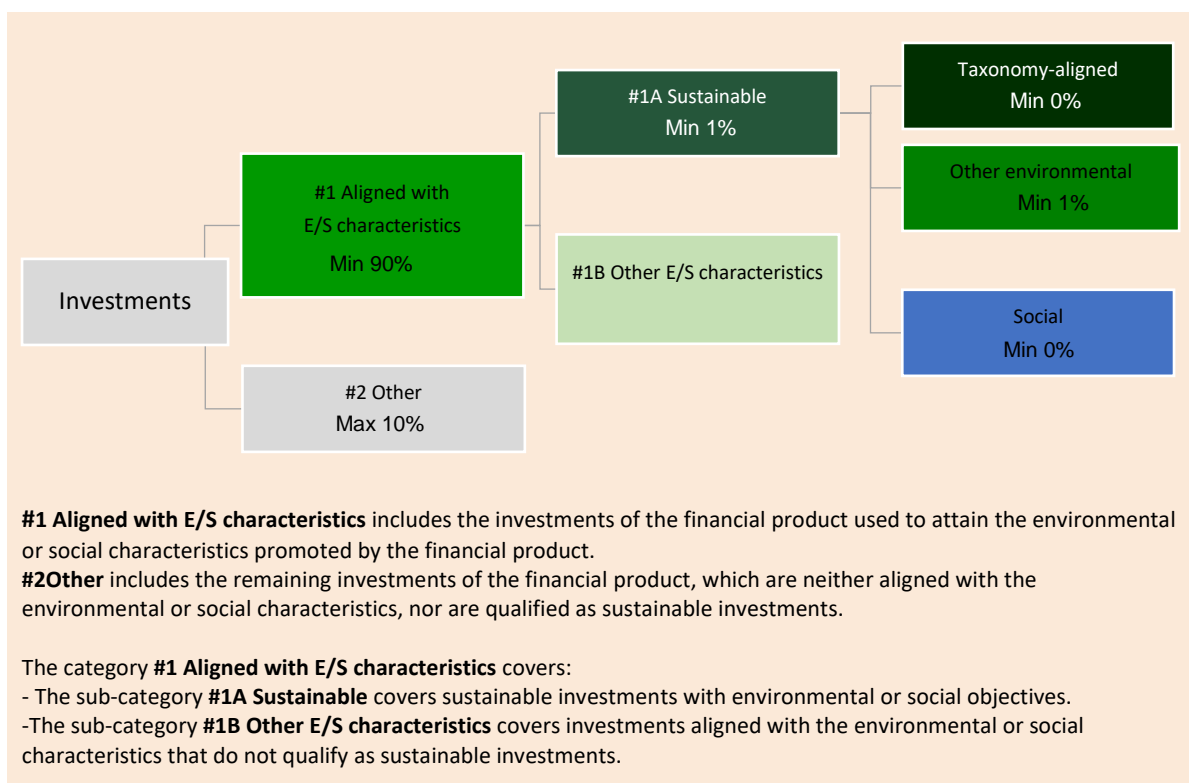 Investments
#1 Aligned with
E/S characteristics
Min 90%
#2 Other
Max 10%
#1A Sustainable
Min 1%
#1B Other E/S characteristics
Taxonomy-aligned
Min 0%
Other environmental
Min 1%
Social
Min 0%
#1 Aligned with E/S characteristics includes the investments of the financial product used to attain the environmental
or social characteristics promoted by the financial product.
#2Other includes the remaining investments of the financial product, which are neither aligned with the
environmental or social characteristics, nor are qualified as sustainable investments.
The category #1 Aligned with E/S characteristics covers:
- The sub-category #1A Sustainable covers sustainable investments with environmental or social objectives.
-The sub-category #1B Other E/S characteristics covers investments aligned with the environmental or social
characteristics that do not qualify as sustainable investments.